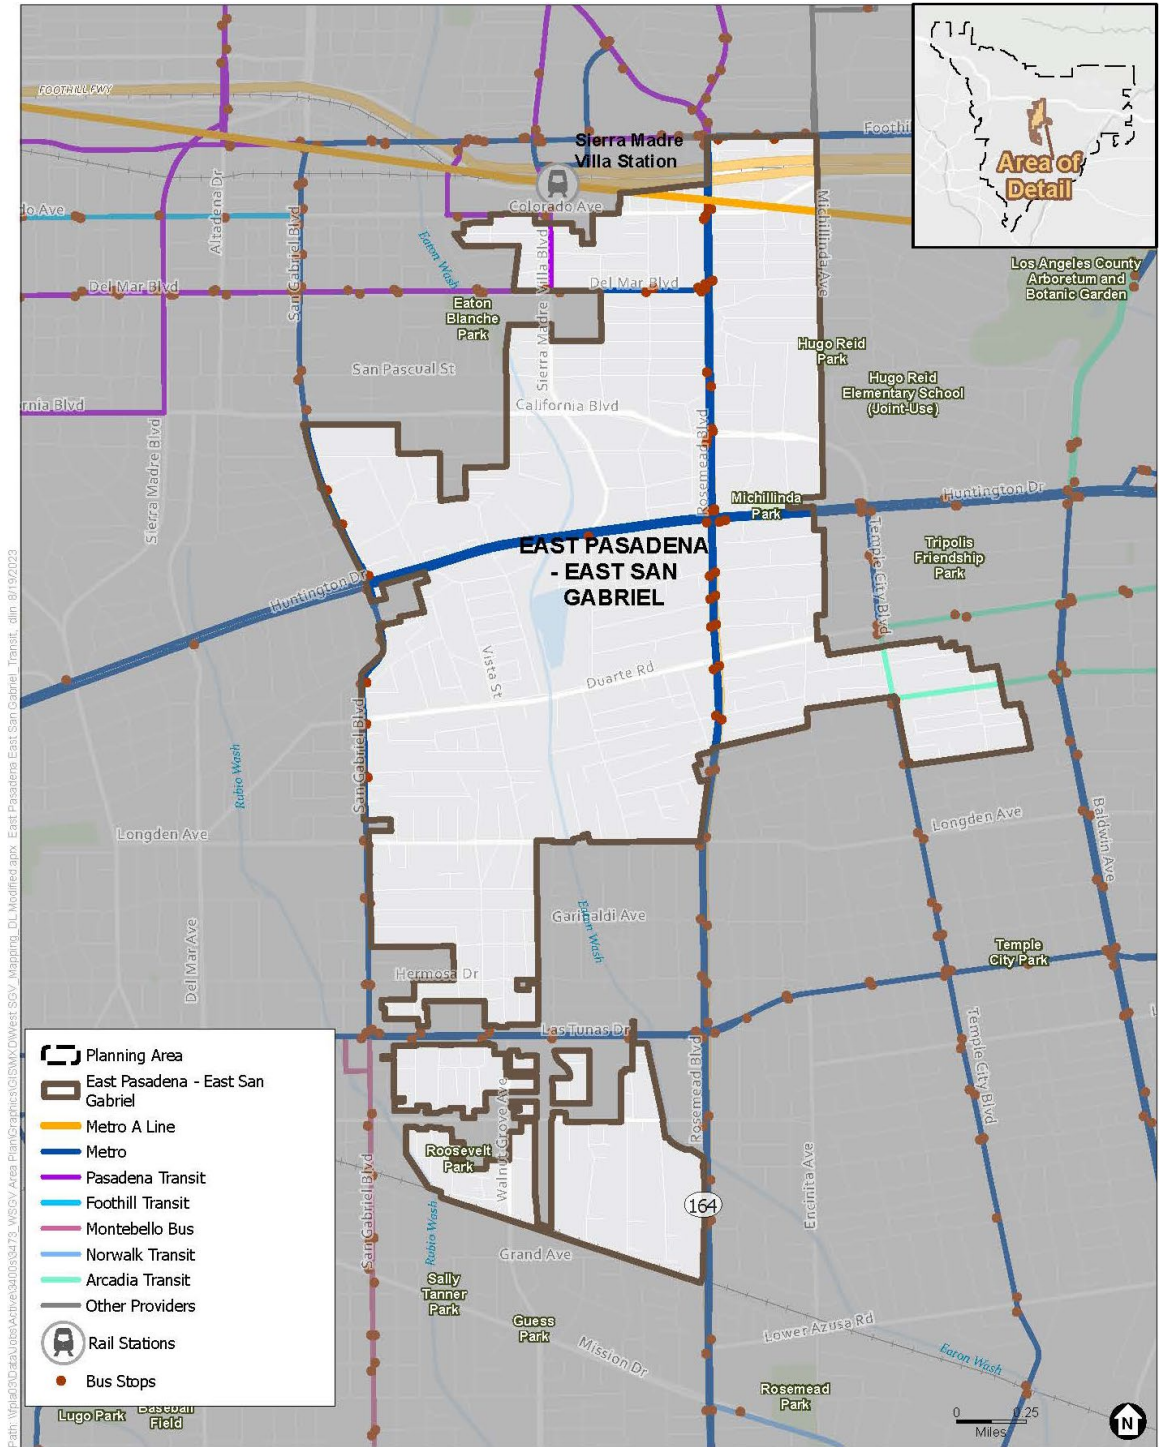 FOOTHILL FWY
Sierra Madre
Villa Station
Foothi
Area of
Detail
do Ave
Altadena Dr
San Gabriel Blvd
Colorado Ave
Eaton Wash
Sierra Madre Villa Blvd
Michillinda Ave
Los Angeles County
Arboretum and
Botanic Garden
Del Mar Blvd
Del Mar Blvd
Eaton
Blanche
Park
Hugo Reid
Park
San Pascual St
Hugo Reid
Elementary School
(Joint-Use)
rnia Blvd
California Blvd
Sierra Madre Blvd
Rosemead Blvd
Michillinda
Park
Huntington Dr
EAST PASADENA
- EAST SAN
GABRIEL
Temple City Blvd
Tripolis
Friendship
Park
Huntington Dr
Vista St
Duarte Rd
San Gabriel Blvd
Rubio Wash
Longden Ave
Longden Ave
Baldwin Ave
Del Mar Ave
Garibaldi Ave
Eaton Wash
Temple
City Park
Hermosa Dr
Las Tunas Dr
Rosemead Blvd
Temple City Blvd
Walnut Grove Ave
Roosevelt
Park
Encinita Ave
164
San Gabriel Blvd
Rubio Wash
Grand Ave
Sally
Tanner
Park
Guess
Park
Mission Dr
Lower Azusa Rd
Eaton Wash
Rosemead
Park
Lugo Park
Baseball
Field
Planning Area
East Pasadena - East San
Gabriel
Metro A Line
Metro
Pasadena Transit
Foothill Transit
Montebello Bus
Norwalk Transit
Arcadia Transit
Other Providers
Rail Stations
Bus Stops
0 0.25
Miles
N